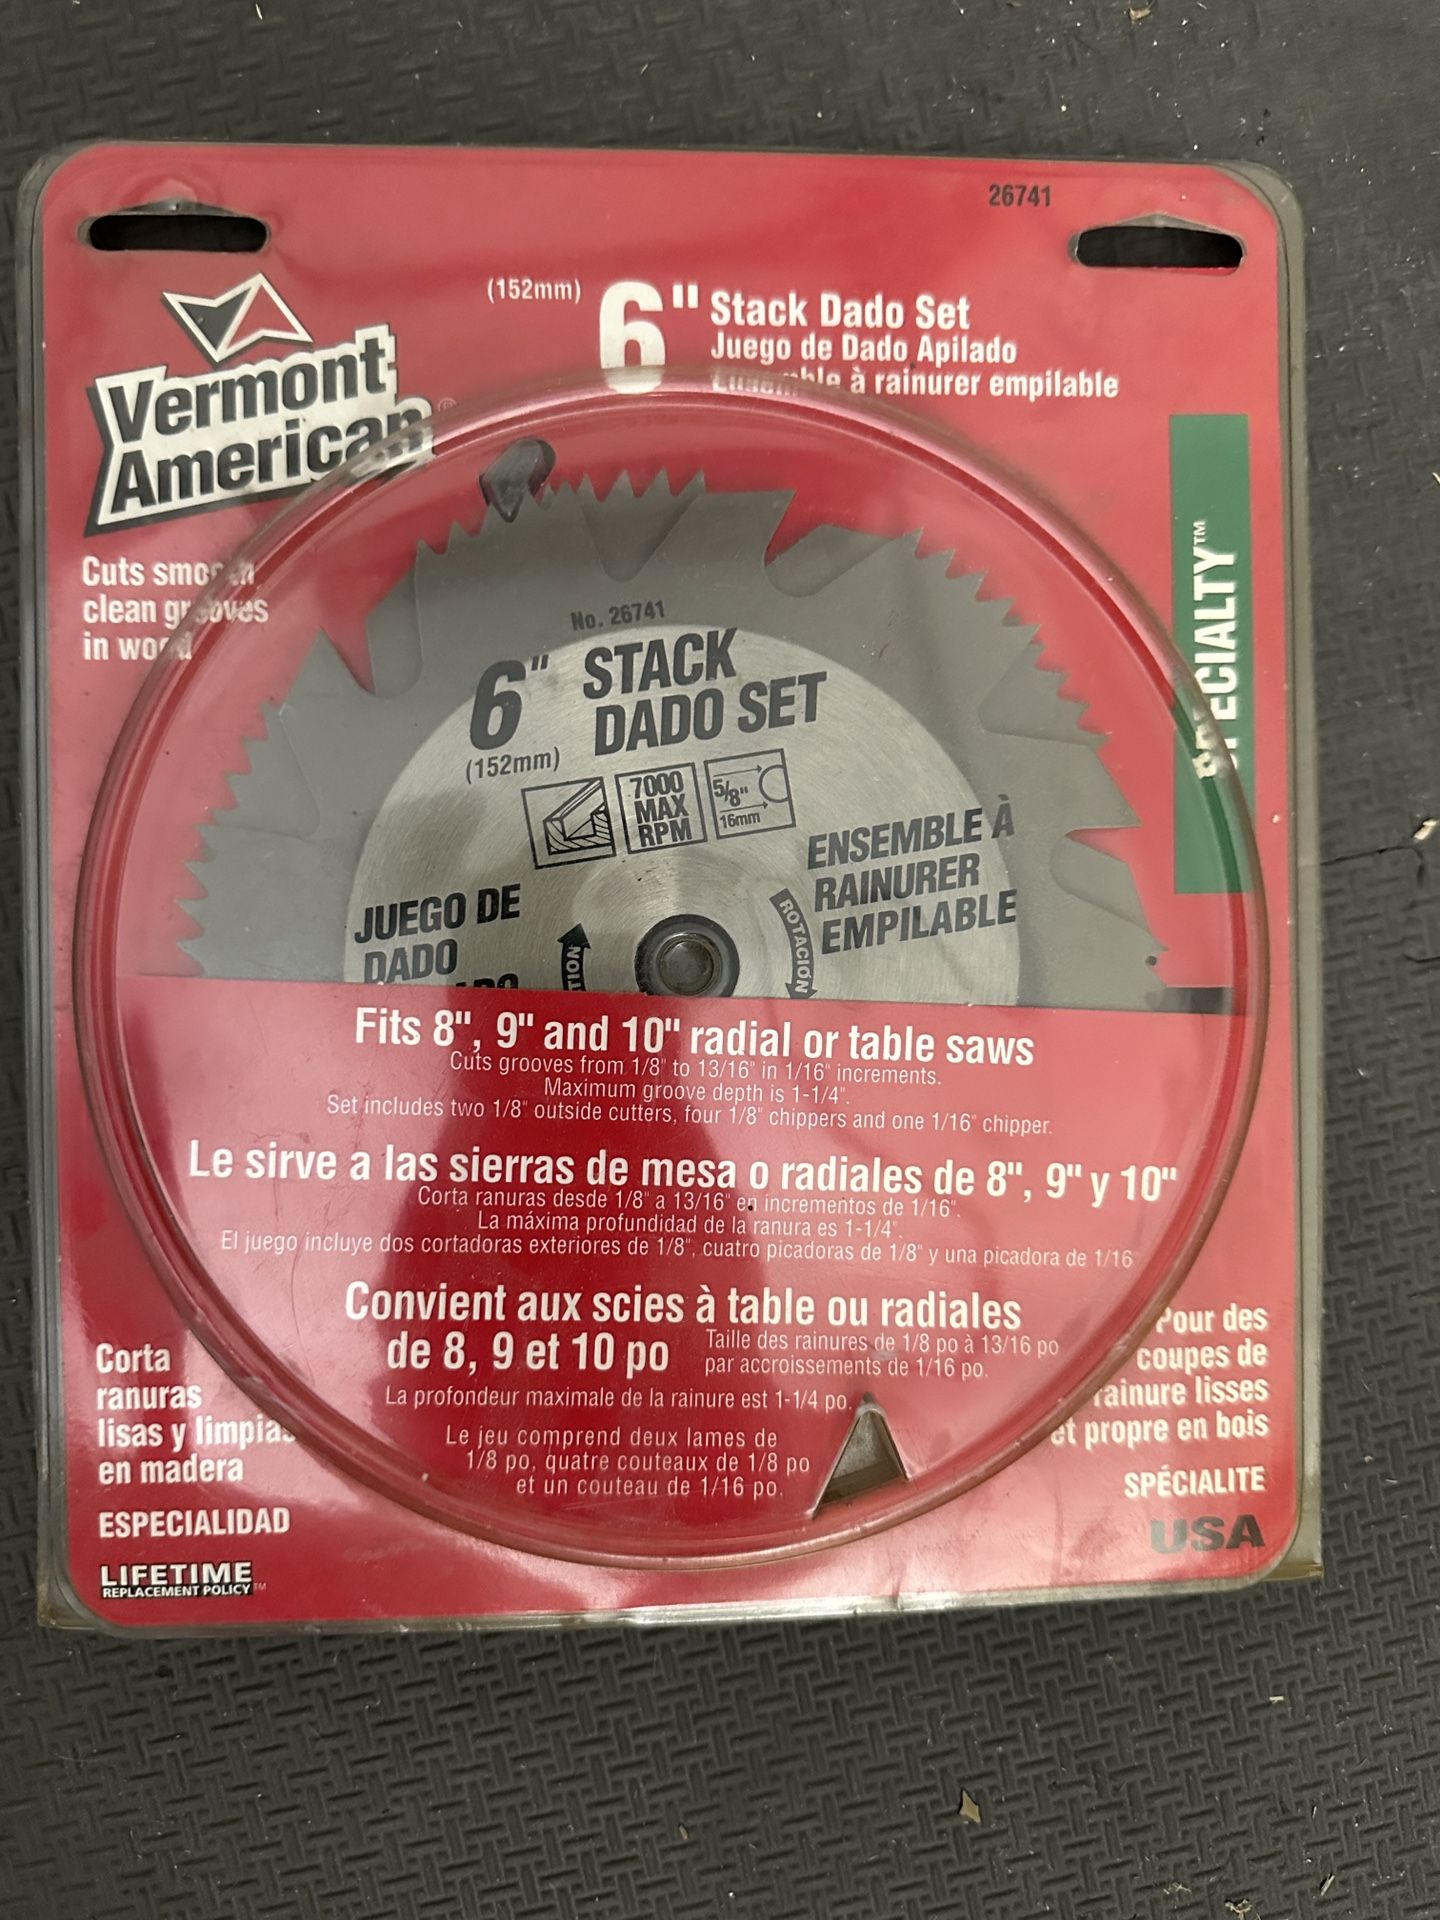 26741
(152mm) 6" Stack Dado Set
Juego de Dado Apilado
Ensemble à rainurer empilable
Vermont
American®
Cuts smooth
clean grooves
in wood
SPECIALTY™
No. 26741
6" STACK
DADO SET
(152mm)
7000
MAX
RPM
5/8"
16mm
JUEGO DE
DADO
ENSEMBLE À
RAINURER
EMPILABLE
ROTACIÓN
Fits 8", 9" and 10" radial or table saws
Cuts grooves from 1/8" to 13/16" in 1/16" increments.
Maximum groove depth is 1-1/4".
Set includes two 1/8" outside cutters, four 1/8" chippers and one 1/16" chipper.
Le sirve a las sierras de mesa o radiales de 8", 9" y 10"
Corta ranuras desde 1/8" a 13/16" en incrementos de 1/16".
La máxima profundidad de la ranura es 1-1/4".
El juego incluye dos cortadoras exteriores de 1/8", cuatro picadoras de 1/8" y una picadora de 1/16
Convient aux scies à table ou radiales
de 8, 9 et 10 po
Taille des rainures de 1/8 po à 13/16 po
par accroissements de 1/16 po.
La profondeur maximale de la rainure est 1-1/4 po.
Le jeu comprend deux lames de
1/8 po, quatre couteaux de 1/8 po
et un couteau de 1/16 po.
Corta
ranuras
lisas y limpias
en madera
ESPECIALIDAD
LIFETIME
REPLACEMENT POLICY™
Pour des
coupes de
rainure lisses
et propre en bois
SPÉCIALITE
USA